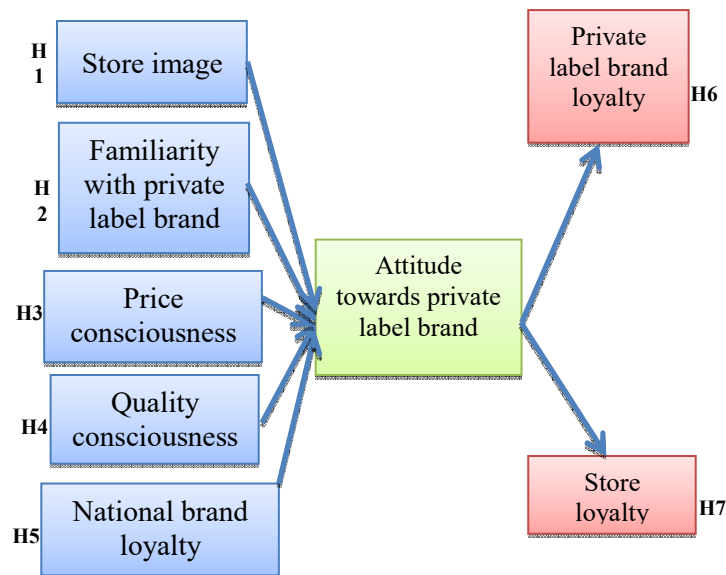 H
1
Store image
H
2
Familiarity
with private
label brand
H3
Price
consciousness
H4
Quality
consciousness
H5
National brand
loyalty
Attitude
towards private
label brand
Private
label brand
loyalty
H6
Store
loyalty
H7